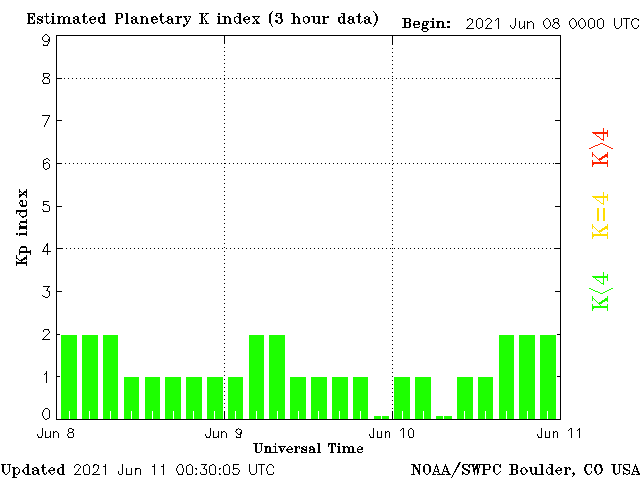 Estimated Planetary K index (3 hour data) Begin: 2021 Jun 08 0000 UTC
9
8
7
6
5
4
3
2
1
0
Kp index
K>4
K=4
K<4
Jun 8 Jun 9 Jun 10 Jun 11
Universal Time
Updated 2021 Jun 11 00:30:05 UTC NOAA/SWPC Boulder, CO USA